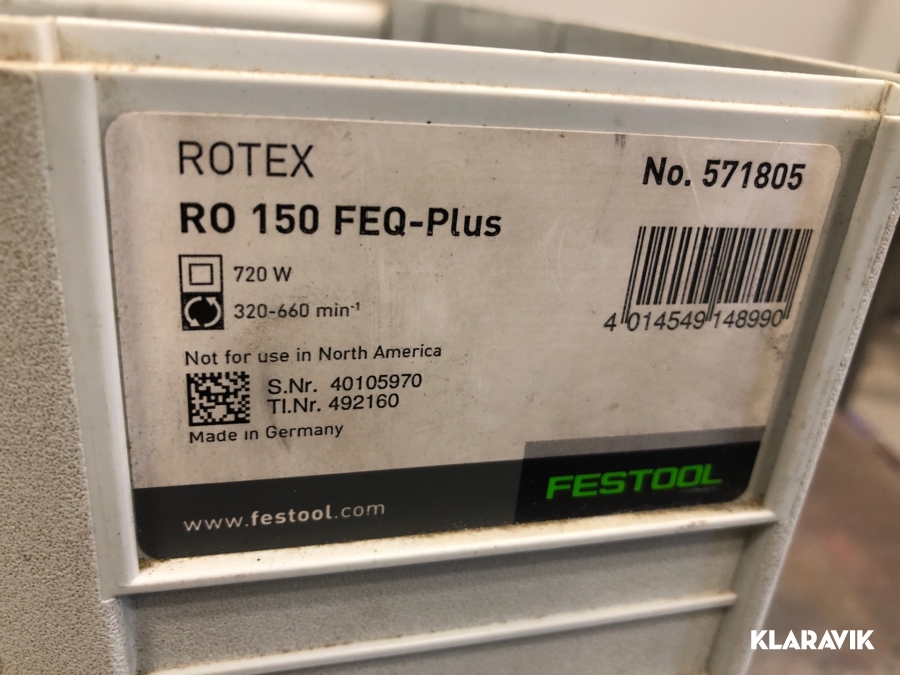 ROTEX
No. 571805
RO 150 FEQ-Plus
720 W
320-660 min⁻¹
4 014549 148990
Not for use in North America
S.Nr. 40105970
TI.Nr. 492160
Made in Germany
FESTOOL
www.festool.com
KLARAVIK